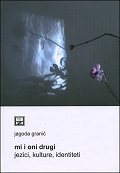 jagoda granić
mi i oni drugi
jezici, kulture, identiteti